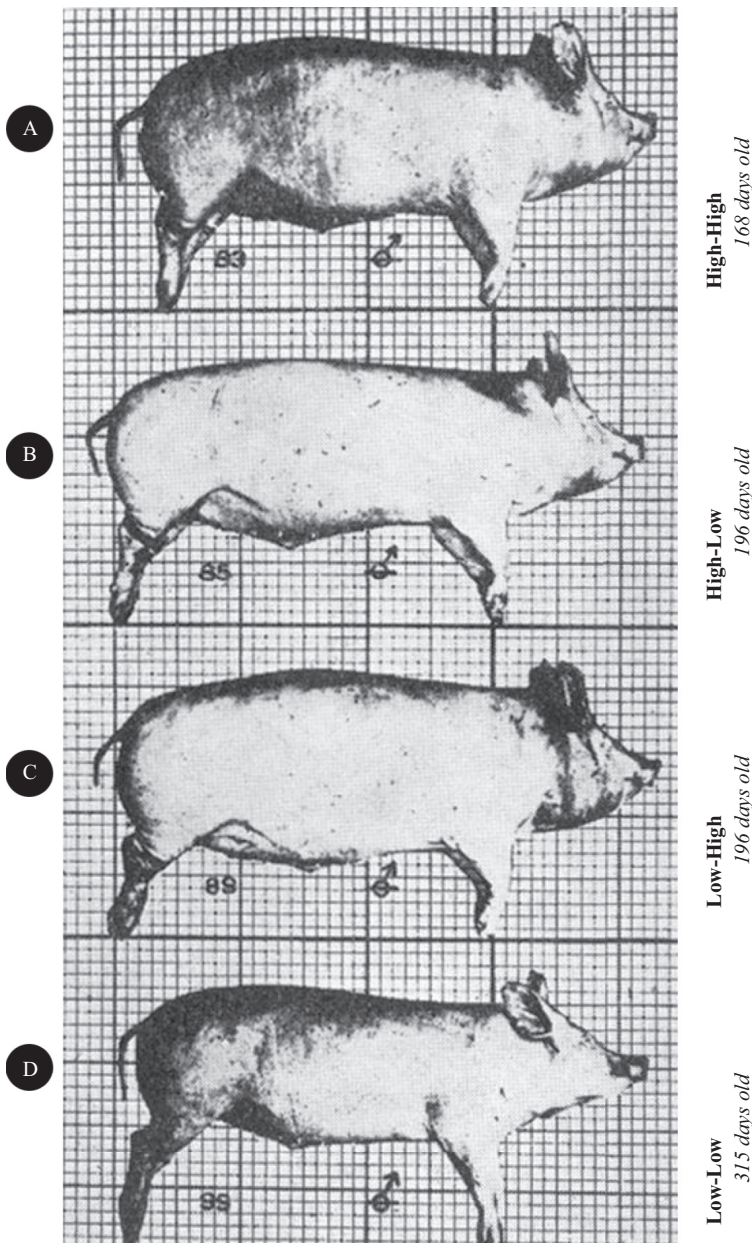 A
83 ♂
High-High
168 days old
B
85 ♂
High-Low
196 days old
C
89 ♂
Low-High
196 days old
D
♂
Low-Low
315 days old